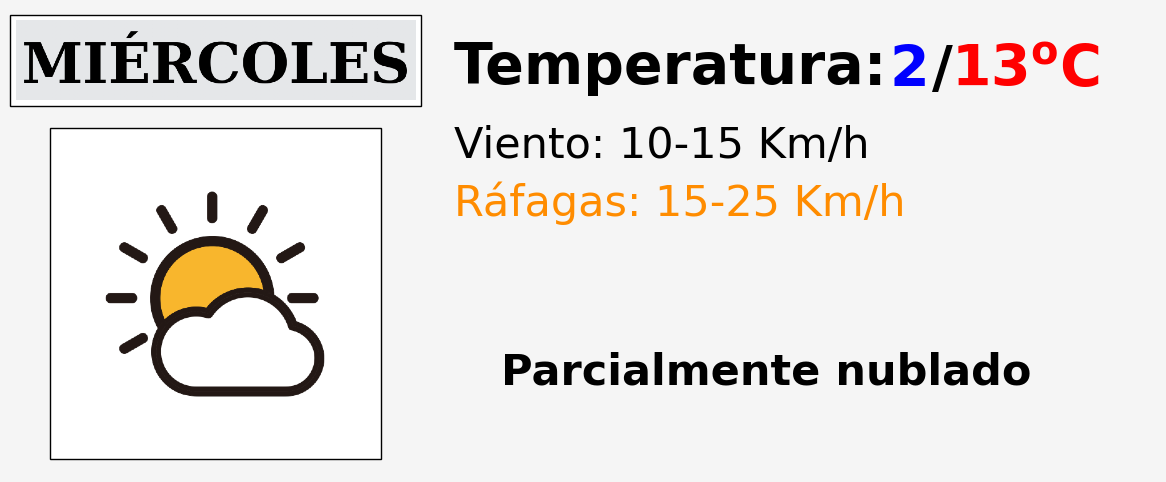 MIÉRCOLES
Temperatura: 2/13ºC
Viento: 10-15 Km/h
Ráfagas: 15-25 Km/h
Parcialmente nublado